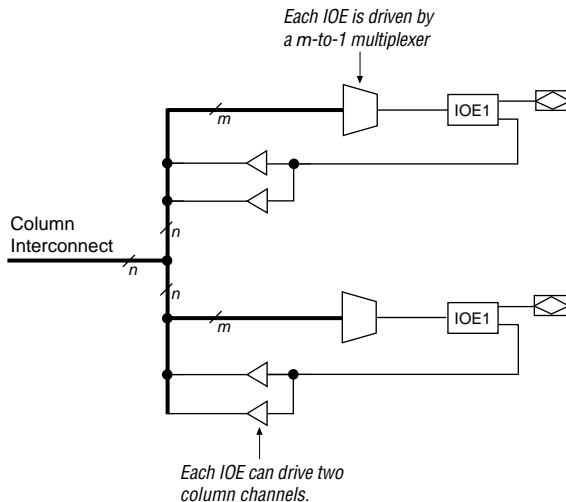 Each IOE is driven by
a m-to-1 multiplexer
m
IOE1
n
Column
Interconnect
n
n
m
IOE1
Each IOE can drive two
column channels.